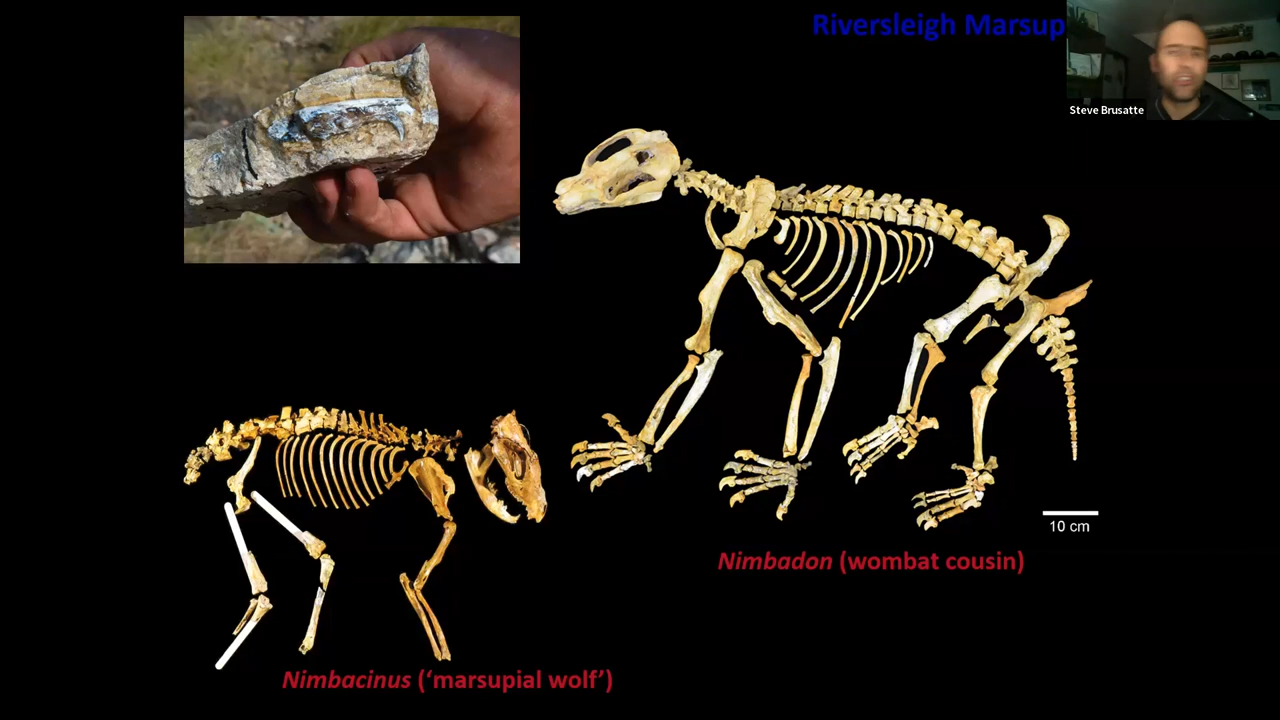 Riversleigh Marsup
Steve Brusatte
10 cm
Nimbadon (wombat cousin)
Nimbacinus (‘marsupial wolf’)